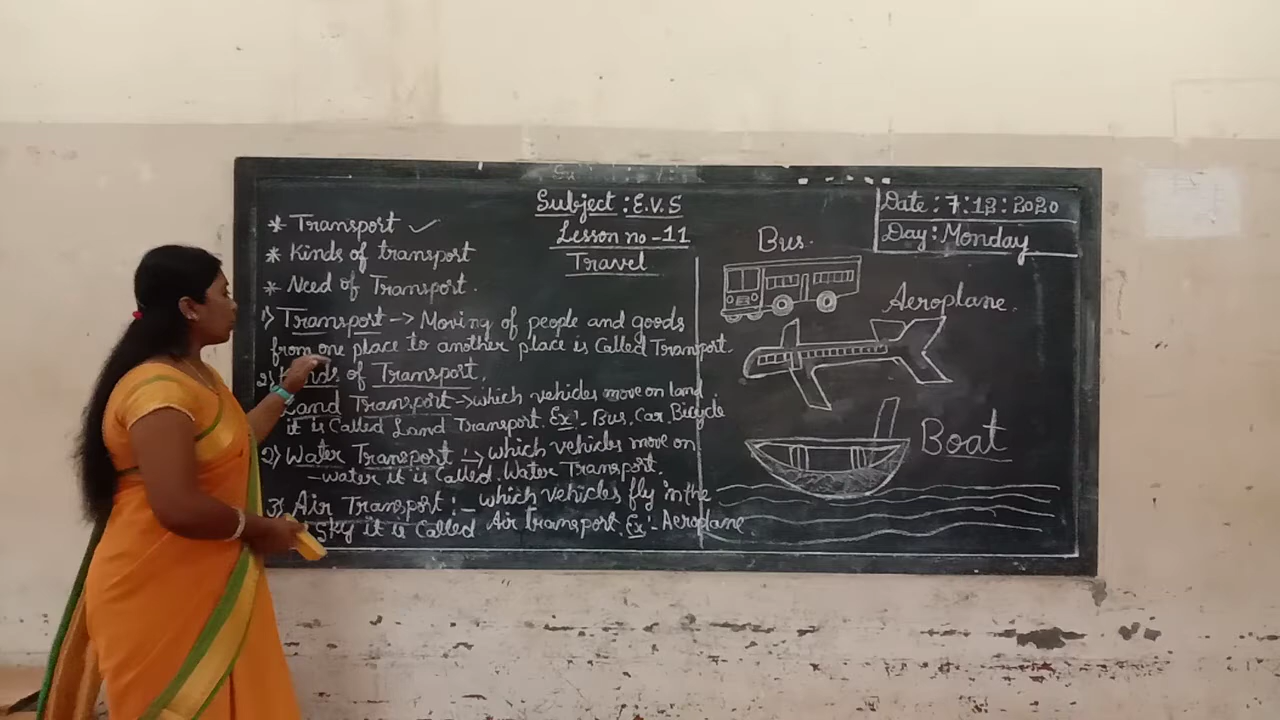 Subject : E.V.S
Lesson no - 11
Travel
Date : 7:12:2020
Day : Monday
* Transport ✓
* Kinds of transport
* Need of Transport.
1) Transport -> Moving of people and goods
from one place to another place is Called Transport.
2) Kinds of Transport.
Land Transport -> which vehicles move on land
it is Called Land Transport. Ex:- Bus, Car, Bicycle
2) Water Transport :-> which vehicles move on
-water it is Called. Water Transport.
3) Air Transport :- which vehicles fly in the
Sky it is Called Air transport. Ex:- Aeroplane
Bus.
Aeroplane.
Boat